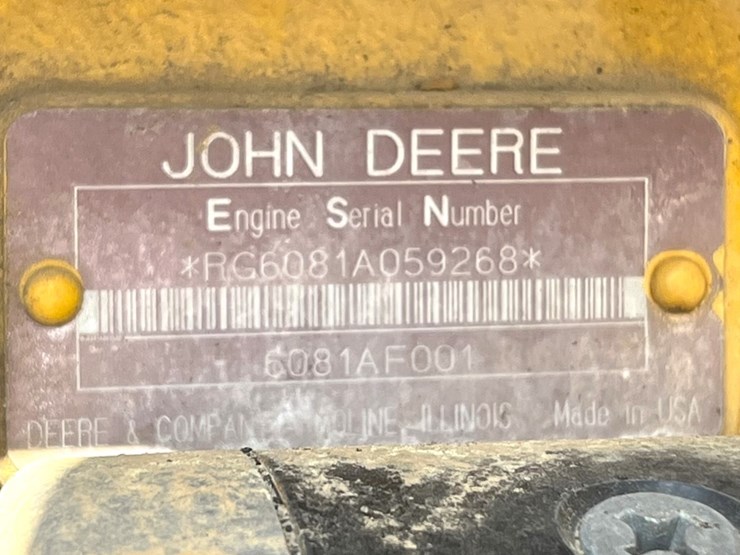 JOHN DEERE
Engine Serial Number
*RG6081A059268*
6081AF001
DEERE & COMPANY MOLINE, ILLINOIS Made in USA